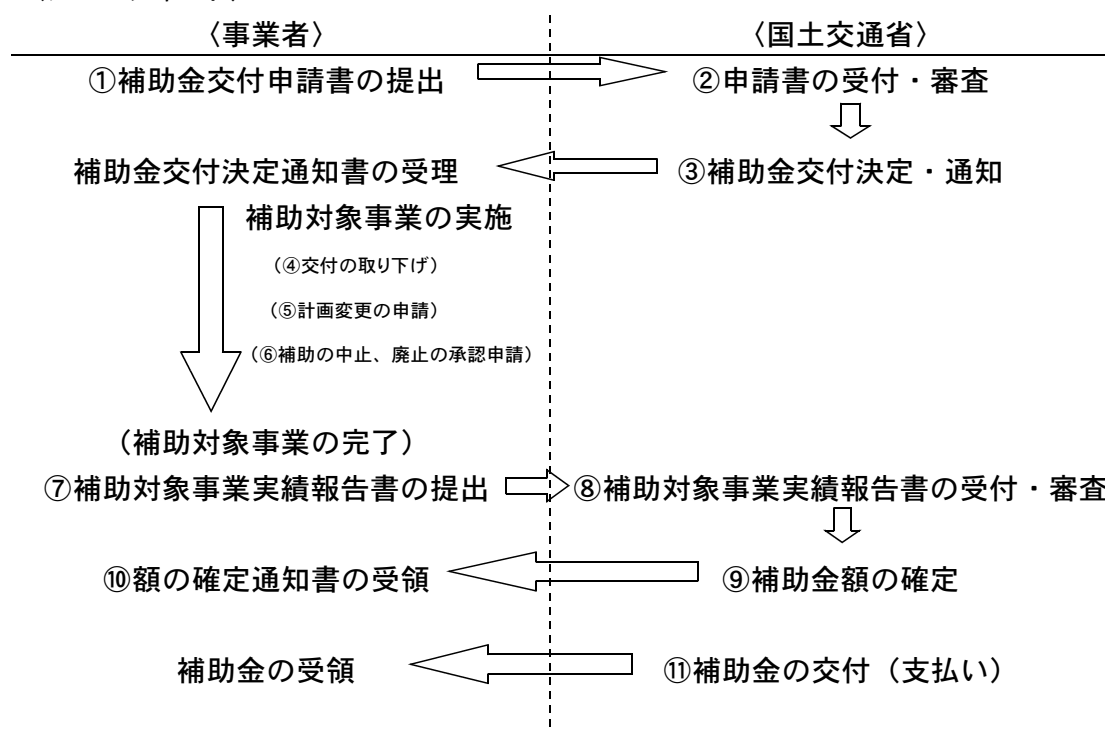 〈事業者〉 〈国土交通省〉
①補助金交付申請書の提出 ②申請書の受付・審査
補助金交付決定通知書の受理 ③補助金交付決定・通知
補助対象事業の実施
（④交付の取り下げ）
（⑤計画変更の申請）
（⑥補助の中止、廃止の承認申請）
（補助対象事業の完了）
⑦補助対象事業実績報告書の提出 ⑧補助対象事業実績報告書の受付・審査
⑩額の確定通知書の受領 ⑨補助金額の確定
補助金の受領 ⑪補助金の交付（支払い）